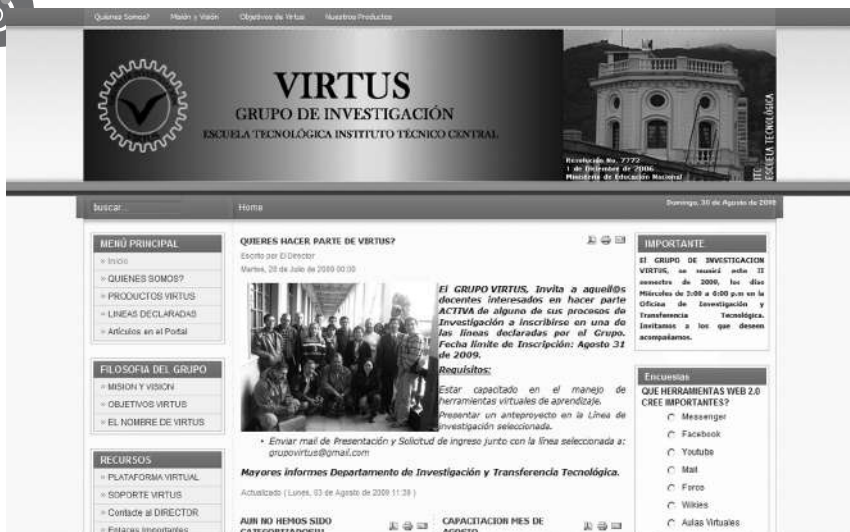 Quienes Somos?
Misión y Visión
Objetivos de Virtus
Nuestros Productos
VIRTUS
VIRTUS
GRUPO DE INVESTIGACIÓN
ESCUELA TECNOLÓGICA INSTITUTO TÉCNICO CENTRAL
Resolución No. 7772
1 de Diciembre de 2006
Ministerio de Educación Nacional
ESCUELA TECNOLÓGICA
ITC
buscar...
Home
Domingo, 30 de Agosto de 2009
MENÚ PRINCIPAL
» Inicio
» QUIENES SOMOS?
» PRODUCTOS VIRTUS
» LINEAS DECLARADAS
» Artículos en el Portal
FILOSOFIA DEL GRUPO
» MISION Y VISION
» OBJETIVOS VIRTUS
» EL NOMBRE DE VIRTUS
RECURSOS
» PLATAFORMA VIRTUAL
» SOPORTE VIRTUS
» Contacte al DIRECTOR
» Enlaces Importantes
QUIERES HACER PARTE DE VIRTUS?
Escrito por El Director
Martes, 28 de Julio de 2009 00:00
El GRUPO VIRTUS, Invita a aquell@s
docentes interesados en hacer parte
ACTIVA de alguno de sus procesos de
Investigación a inscribirse en una de
las líneas declaradas por el Grupo.
Fecha límite de Inscripción: Agosto 31
de 2009.
Requisitos:
Estar capacitado en el manejo de
herramientas virtuales de aprendizaje.
Presentar un anteproyecto en la Línea de
investigación seleccionada.
• Enviar mail de Presentación y Solicitud de ingreso junto con la línea seleccionada a:
grupovirtus@gmail.com
Mayores informes Departamento de Investigación y Transferencia Tecnológica.
Actualizado ( Lunes, 03 de Agosto de 2009 11:39 )
AUN NO HEMOS SIDO
CATEGORIZADOS!!!
CAPACITACION MES DE
AGOSTO
IMPORTANTE
El GRUPO DE INVESTIGACION
VIRTUS, se reunirá este II
semestre de 2009, los días
Miércoles de 3:00 a 6:00 p.m en la
Oficina de Investigación y
Transferencia Tecnológica.
Invitamos a los que deseen
acompañarnos.
Encuestas
QUE HERRAMIENTAS WEB 2.0
CREE IMPORTANTES?
Messenger
Facebook
Youtube
Mail
Foros
Wikies
Aulas Virtuales